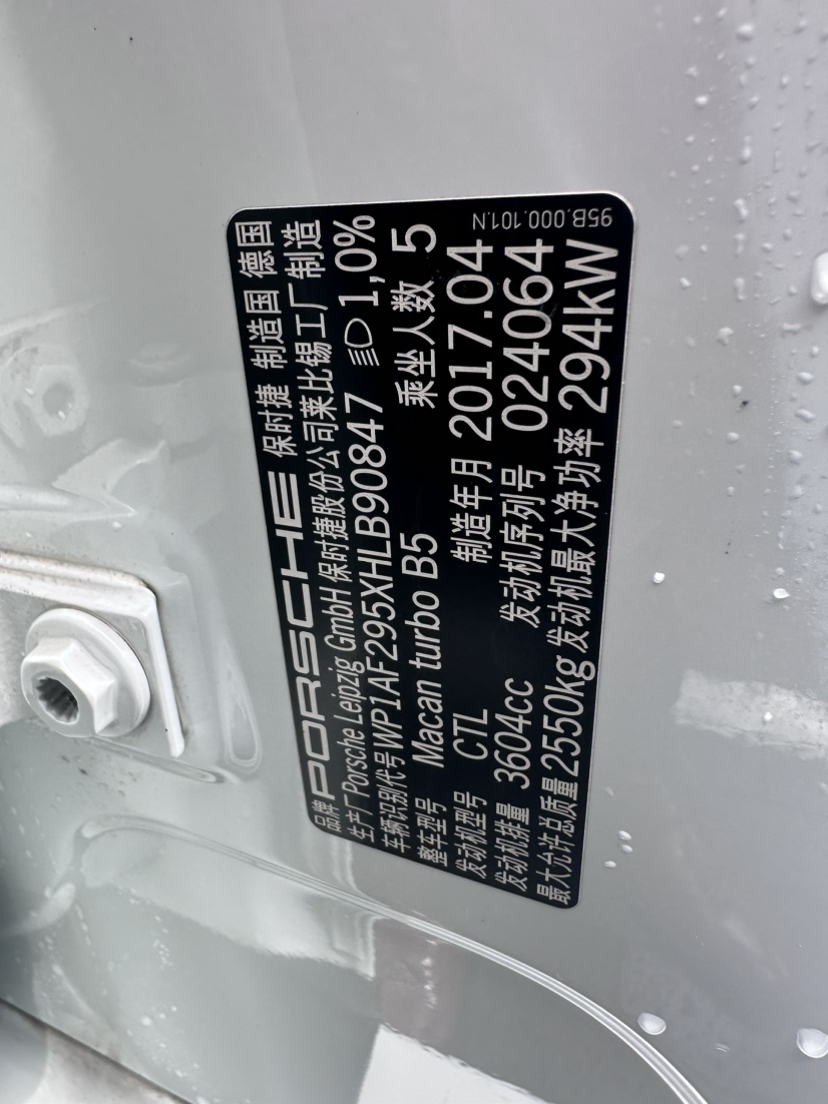 品牌 PORSCHE 保时捷 制造国 德国
生产厂 Porsche Leipzig GmbH 保时捷股份公司莱比锡工厂 制造
车辆识别代号 WP1AF295XHLB90847 1,0%
整车型号 Macan turbo B5 乘坐人数 5
发动机型号 CTL 制造年月 2017.04
发动机排量 3604cc 发动机序列号 024064
最大允许总质量 2550kg 发动机最大净功率 294kW
95B.000.101.N